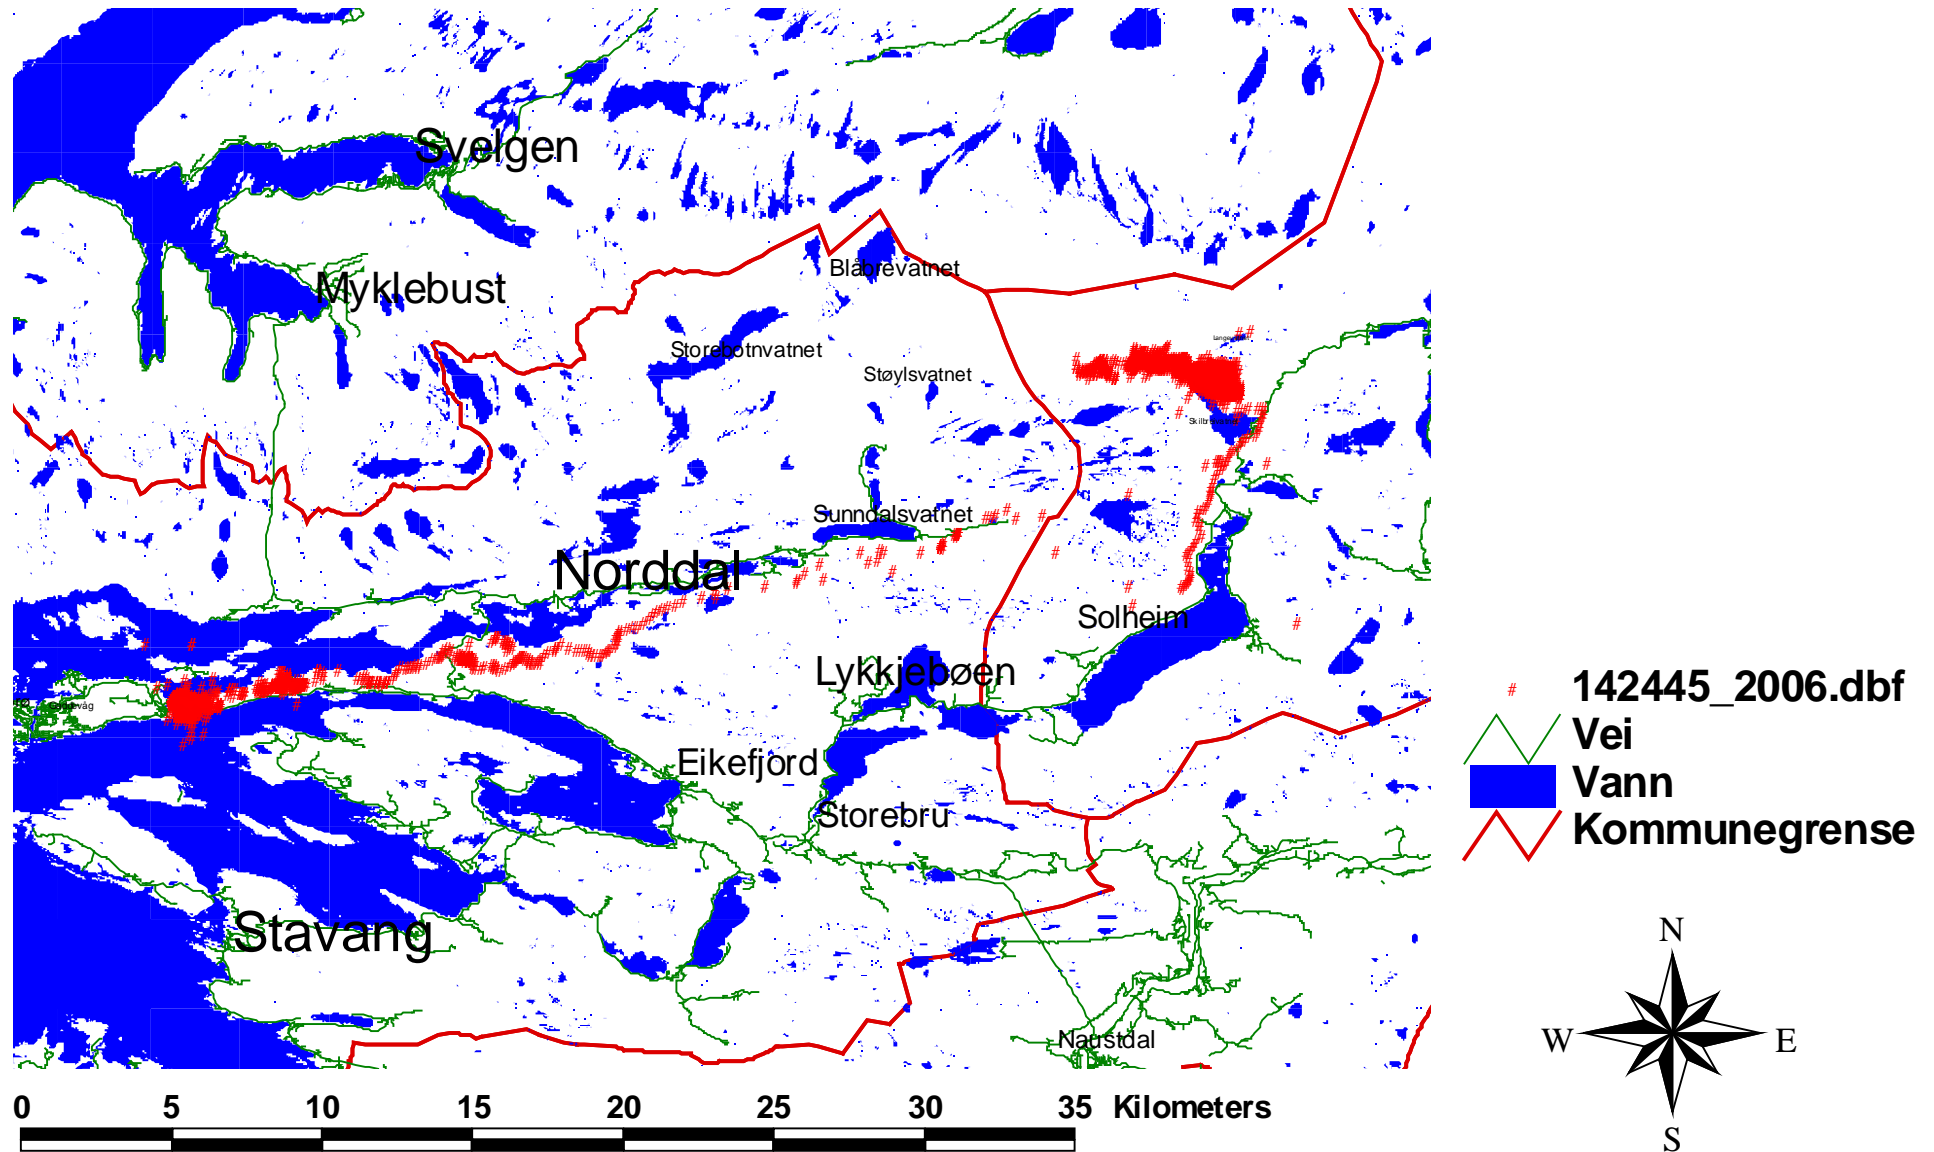 Svelgen
Myklebust
Blåbrevatnet
Storebotnvatnet
Støylsvatnet
Sunndalsvatnet
Norddal
Solheim
Lykkjebøen
Eikefjord
Storebru
Stavang
Naustdal
142445_2006.dbf
Vei
Vann
Kommunegrense
N
W
E
S
0 5 10 15 20 25 30 35 Kilometers